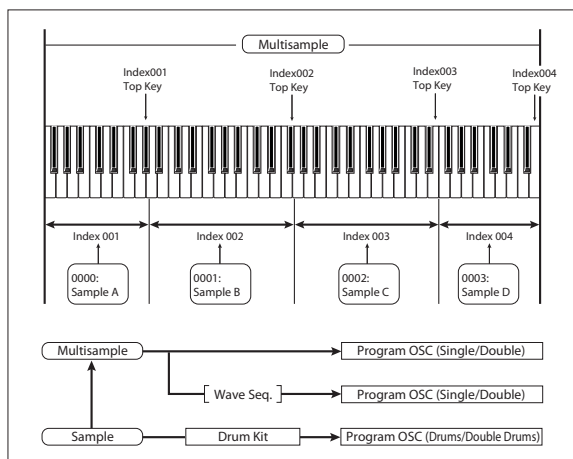 Multisample
Index001
Top Key
Index002
Top Key
Index003
Top Key
Index004
Top Key
Index 001
Index 002
Index 003
Index 004
0000:
Sample A
0001:
Sample B
0002:
Sample C
0003:
Sample D
Multisample
Program OSC (Single/Double)
Wave Seq.
Program OSC (Single/Double)
Sample
Drum Kit
Program OSC (Drums/Double Drums)